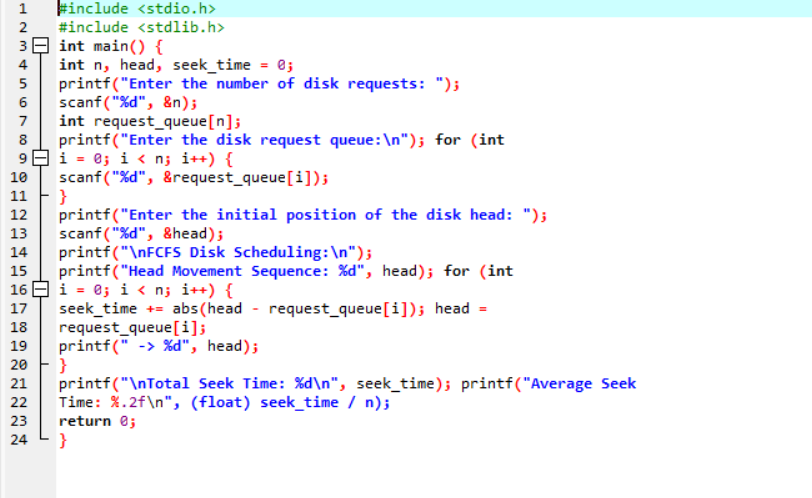 1 #include <stdio.h>
2 #include <stdlib.h>
3 int main() {
4 int n, head, seek_time = 0;
5 printf("Enter the number of disk requests: ");
6 scanf("%d", &n);
7 int request_queue[n];
8 printf("Enter the disk request queue:\n"); for (int
9 i = 0; i < n; i++) {
10 scanf("%d", &request_queue[i]);
11 }
12 printf("Enter the initial position of the disk head: ");
13 scanf("%d", &head);
14 printf("\nFCFS Disk Scheduling:\n");
15 printf("Head Movement Sequence: %d", head); for (int
16 i = 0; i < n; i++) {
17 seek_time += abs(head - request_queue[i]); head =
18 request_queue[i];
19 printf(" -> %d", head);
20 }
21 printf("\nTotal Seek Time: %d\n", seek_time); printf("Average Seek
22 Time: %.2f\n", (float) seek_time / n);
23 return 0;
24 }